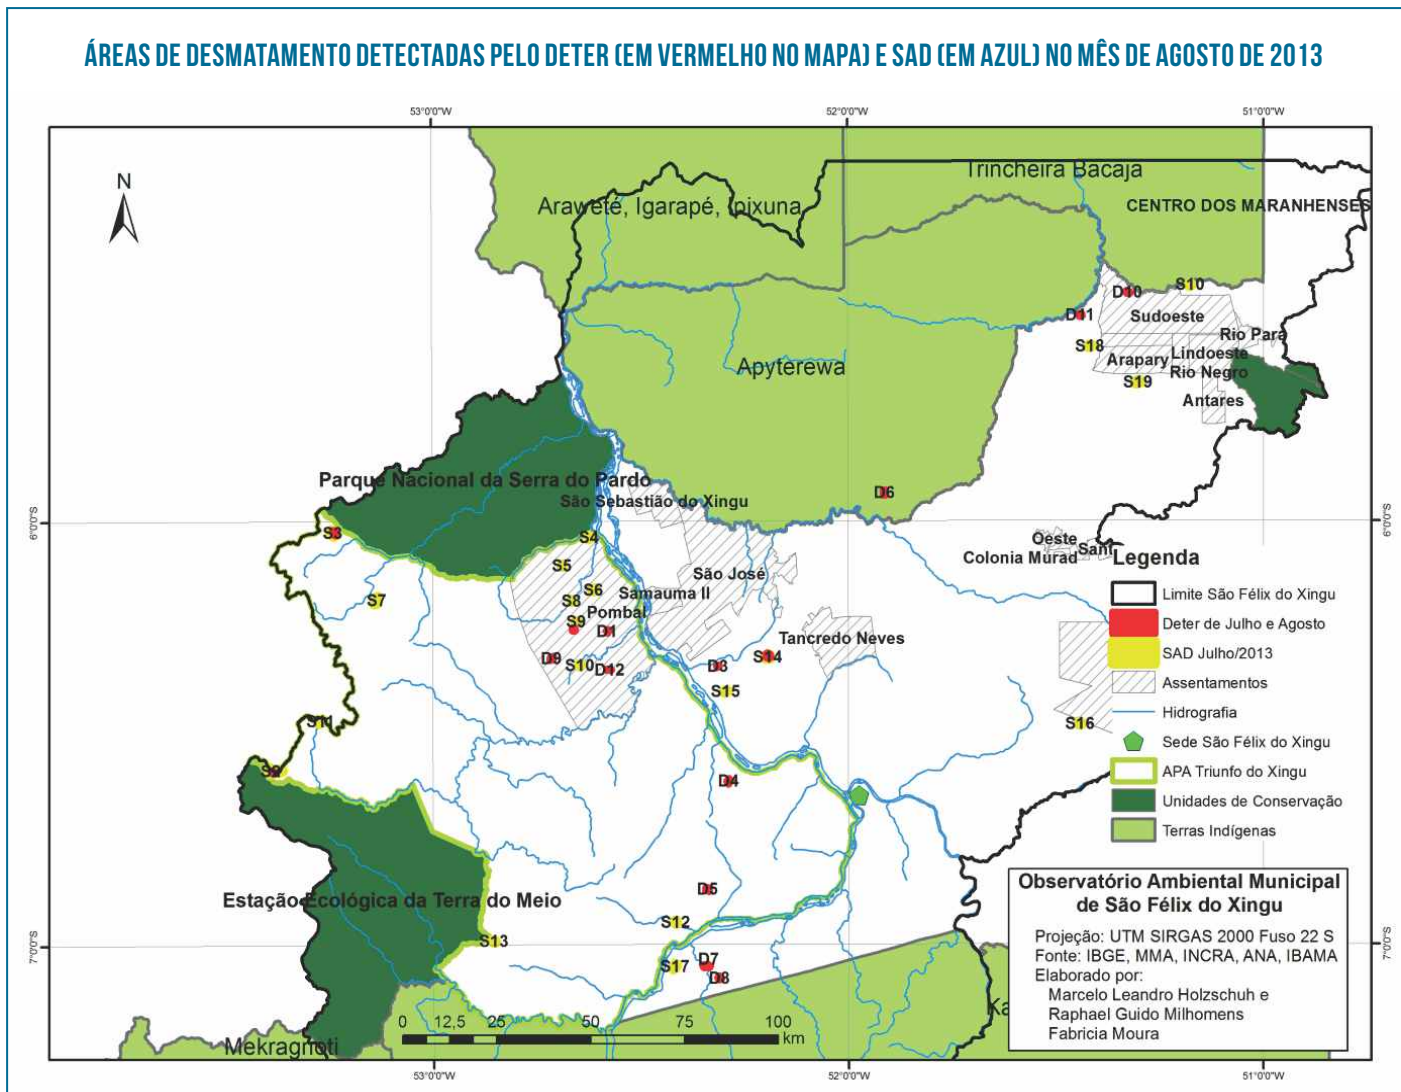 ÁREAS DE DESMATAMENTO DETECTADAS PELO DETER (EM VERMELHO NO MAPA) E SAD (EM AZUL) NO MÊS DE AGOSTO DE 2013
53°0'0"W
52°0'0"W
51°0'0"W
N
Trincheira Bacaja
Araweté, Igarapé, Ipixuna
CENTRO DOS MARANHENSES
D10
S10
D11
Sudoeste
Rio Pará
S18
Arapary
Lindoeste
Apyterewa
Rio Negro
S19
Antares
Parque Nacional da Serra do Pardo
D6
São Sebastião do Xingu
6°0'0"S
6°0'0"S
S3
S4
Oeste
Sant
Colonia Murad
S5
São José
S6
Samauma II
S7
S8
Pombal
S9
D1
Tancredo Neves
D9
S10
D12
D3
S14
S15
S11
S16
S2
D4
Legenda
Limite São Félix do Xingu
Deter de Julho e Agosto
SAD Julho/2013
Assentamentos
Hidrografia
Sede São Félix do Xingu
APA Triunfo do Xingu
Unidades de Conservação
Terras Indígenas
D5
Estação Ecológica da Terra do Meio
S12
S13
7°0'0"S
7°0'0"S
S17
D7
D8
Ka
Mekragnoti
0 12,5 25 50 75 100
km
Observatório Ambiental Municipal
de São Félix do Xingu
Projeção: UTM SIRGAS 2000 Fuso 22 S
Fonte: IBGE, MMA, INCRA, ANA, IBAMA
Elaborado por:
Marcelo Leandro Holzschuh e
Raphael Guido Milhomens
Fabricia Moura
53°0'0"W
52°0'0"W
51°0'0"W